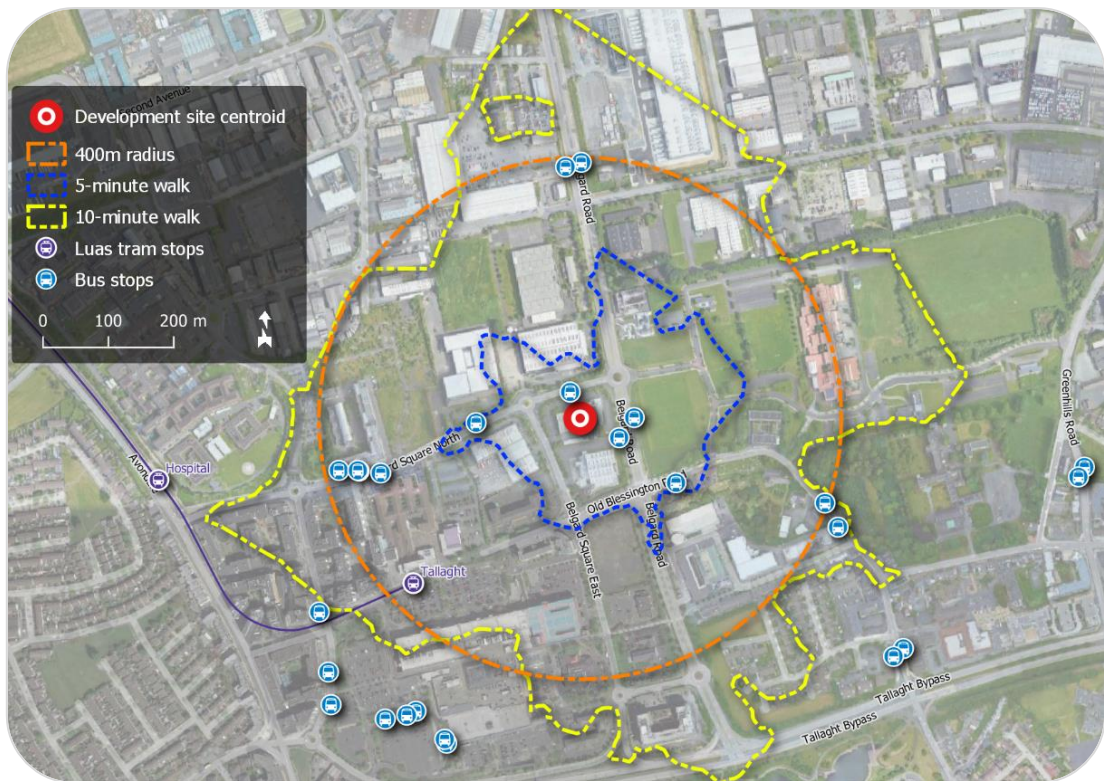 Second Avenue
Development site centroid
400m radius
5-minute walk
10-minute walk
Luas tram stops
Bus stops
0 100 200 m
Belgard Road
Greenhills Road
Square North
Belgard Road
Hospital
Old Blessington
Belgard Square East
Belgard Road
Tallaght
Tallaght Bypass
Tallaght Bypass